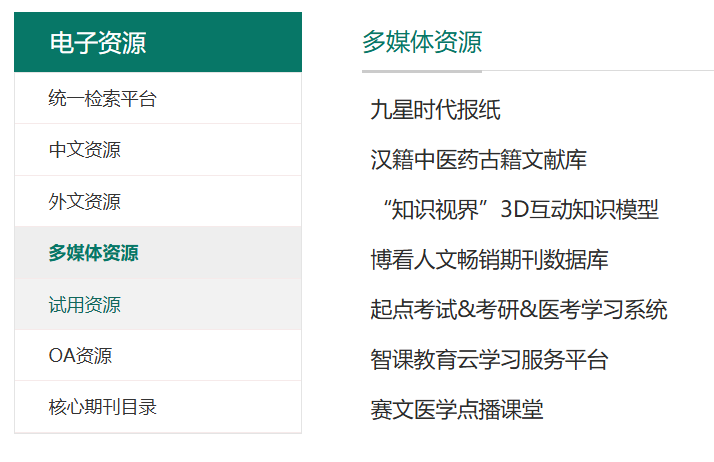 电子资源
统一检索平台
中文资源
外文资源
多媒体资源
试用资源
OA资源
核心期刊目录
多媒体资源
九星时代报纸
汉籍中医药古籍文献库
“知识视界”3D互动知识模型
博看人文畅销期刊数据库
起点考试&考研&医考学习系统
智课教育云学习服务平台
赛文医学点播课堂